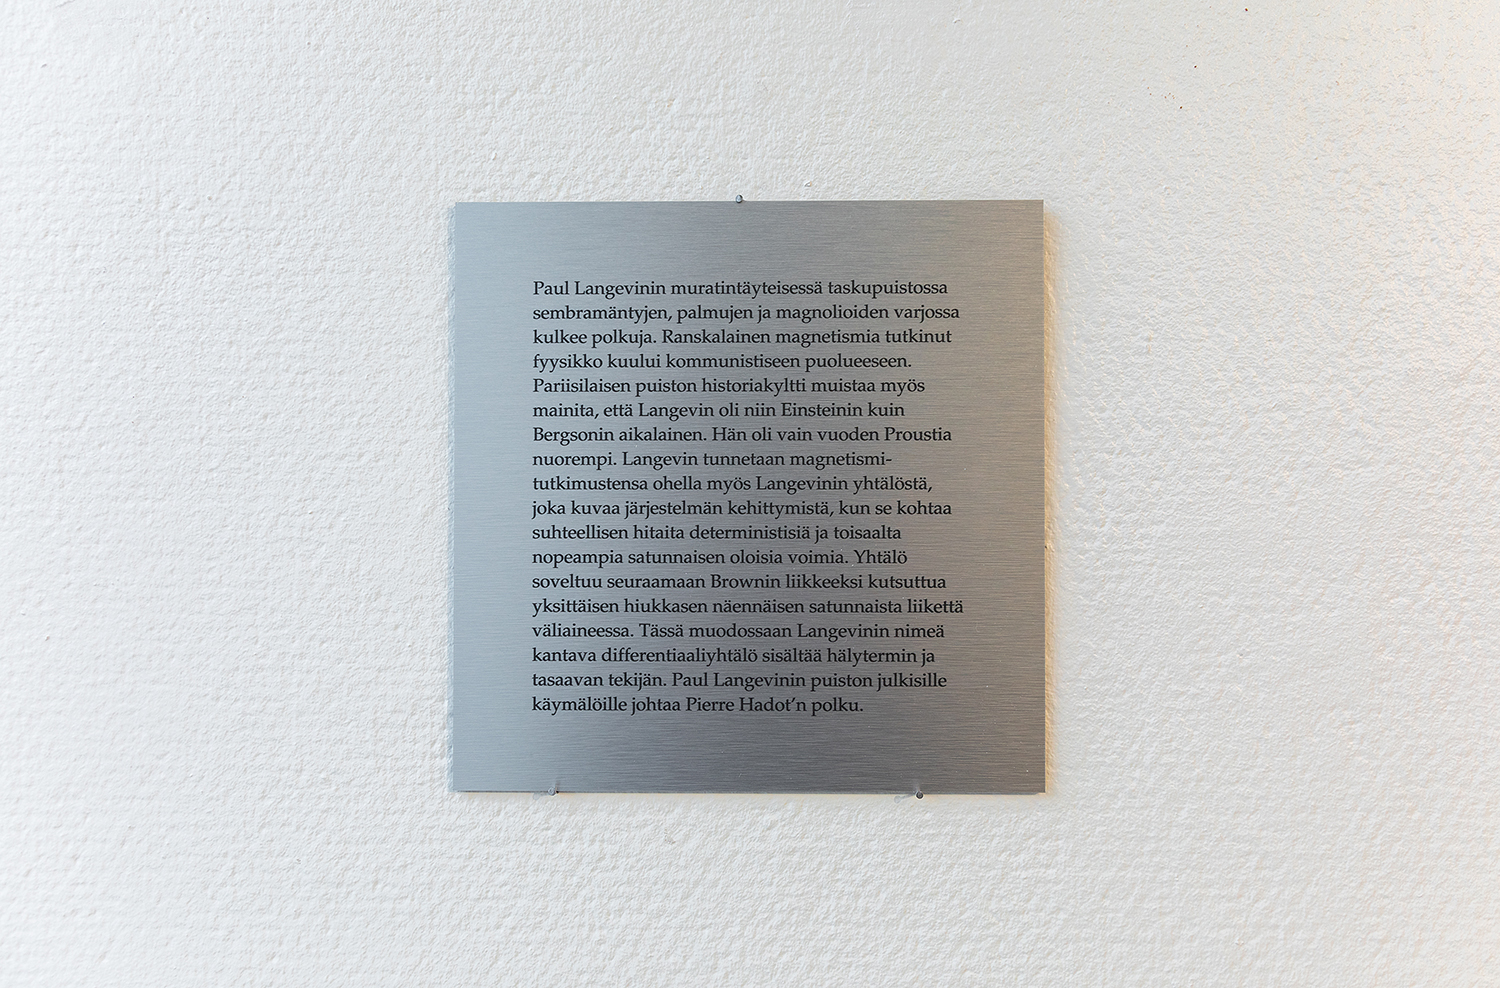 Paul Langevinin muratintäyteisessä taskupuistossa
sembramäntyjen, palmujen ja magnolioiden varjossa
kulkee polkuja. Ranskalainen magnetismia tutkinut
fyysikko kuului kommunistiseen puolueeseen.
Pariisilaisen puiston historiakyltti muistaa myös
mainita, että Langevin oli niin Einsteinin kuin
Bergsonin aikalainen. Hän oli vain vuoden Proustia
nuorempi. Langevin tunnetaan magnetismi-
tutkimustensa ohella myös Langevinin yhtälöstä,
joka kuvaa järjestelmän kehittymistä, kun se kohtaa
suhteellisen hitaita deterministisiä ja toisaalta
nopeampia satunnaisen oloisia voimia. Yhtälö
soveltuu seuraamaan Brownin liikkeeksi kutsuttua
yksittäisen hiukkasen näennäisen satunnaista liikettä
väliaineessa. Tässä muodossaan Langevinin nimeä
kantava differentiaaliyhtälö sisältää hälytermin ja
tasaavan tekijän. Paul Langevinin puiston julkisille
käymälöille johtaa Pierre Hadot’n polku.